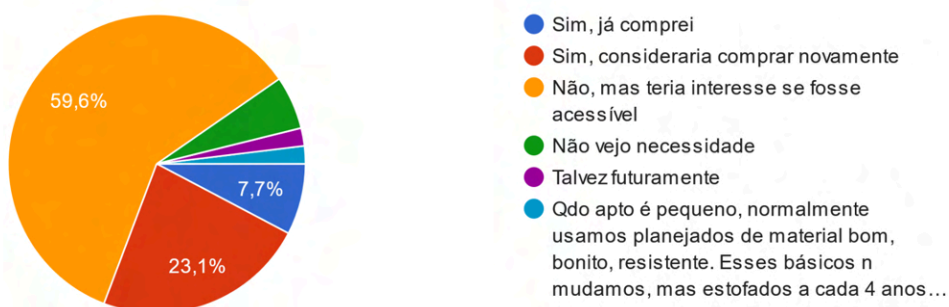 59,6%
7,7%
23,1%
Sim, já comprei
Sim, consideraria comprar novamente
Não, mas teria interesse se fosse
acessível
Não vejo necessidade
Talvez futuramente
Qdo apto é pequeno, normalmente
usamos planejados de material bom,
bonito, resistente. Esses básicos n
mudamos, mas estofados a cada 4 anos…